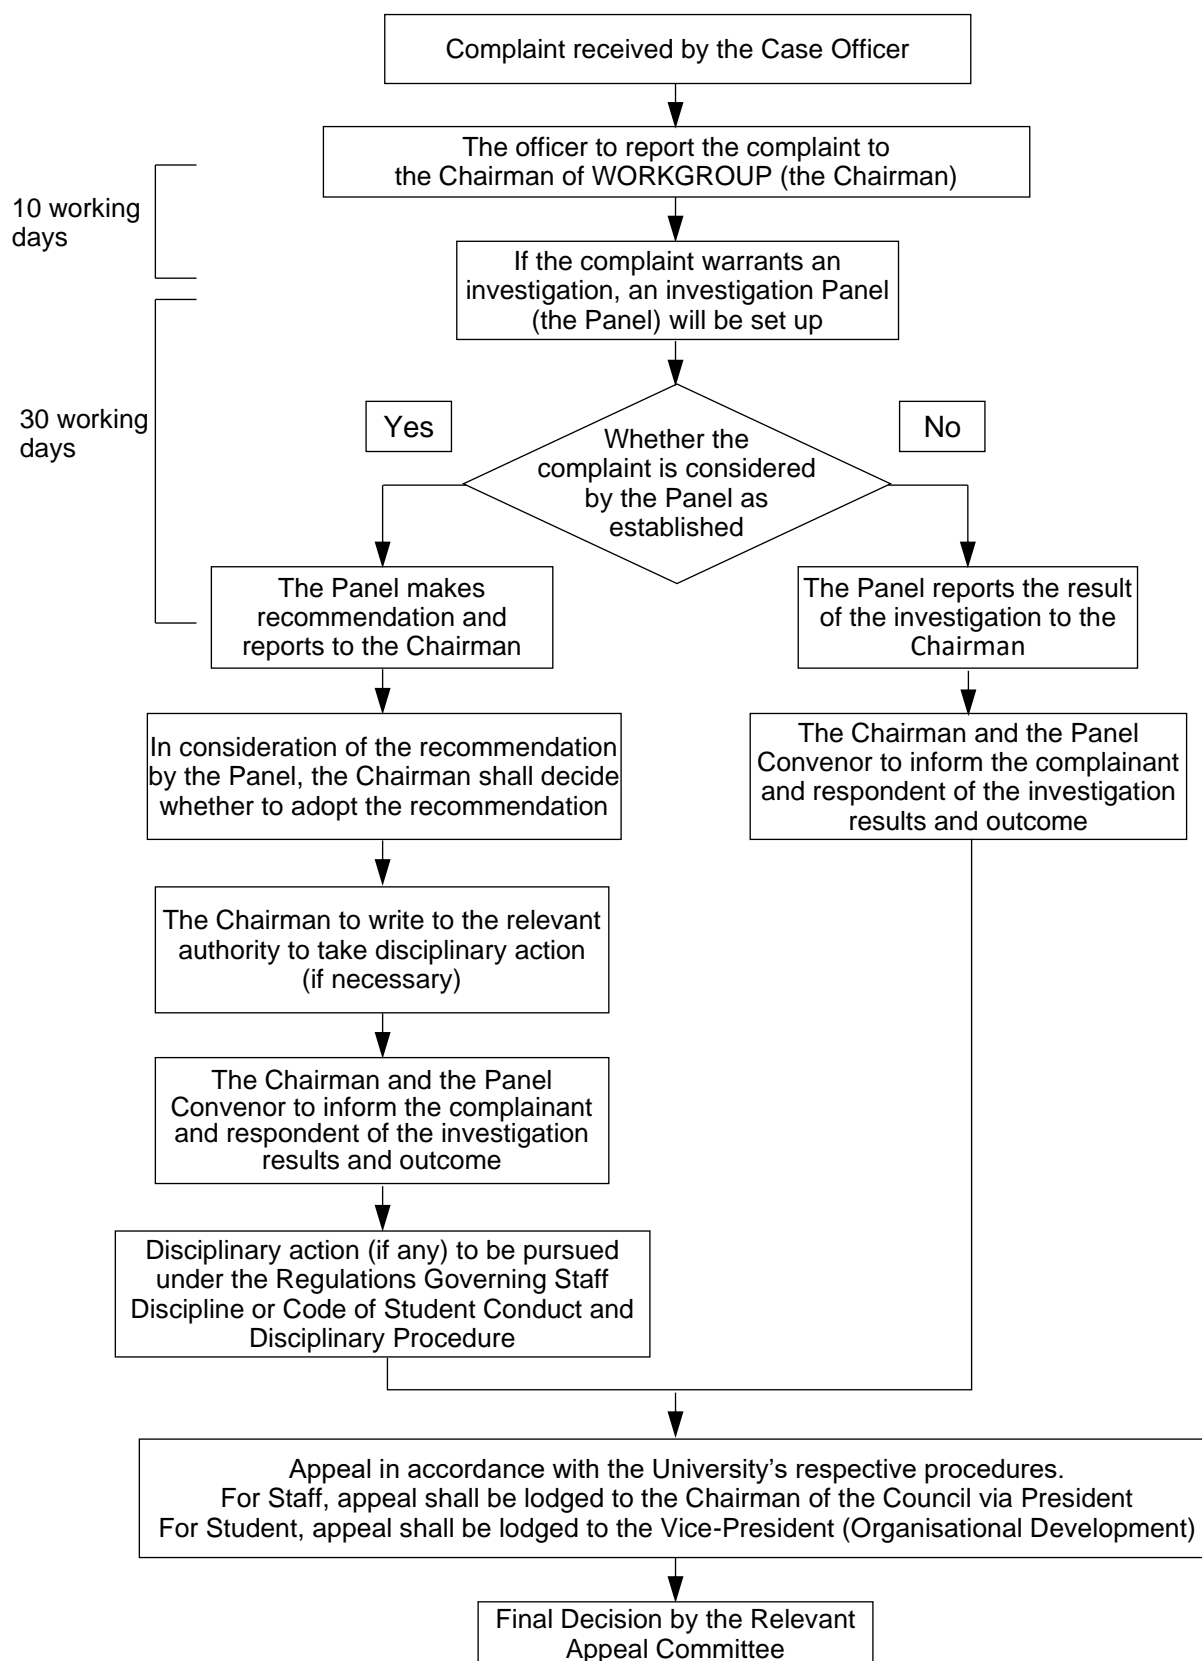 Complaint received by the Case Officer
The officer to report the complaint to
the Chairman of WORKGROUP (the Chairman)
10 working
days
If the complaint warrants an
investigation, an investigation Panel
(the Panel) will be set up
30 working
days
Yes
No
Whether the
complaint is considered
by the Panel as
established
The Panel makes
recommendation and
reports to the Chairman
The Panel reports the result
of the investigation to the
Chairman
In consideration of the recommendation
by the Panel, the Chairman shall decide
whether to adopt the recommendation
The Chairman and the Panel
Convenor to inform the complainant
and respondent of the investigation
results and outcome
The Chairman to write to the relevant
authority to take disciplinary action
(if necessary)
The Chairman and the Panel
Convenor to inform the complainant
and respondent of the investigation
results and outcome
Disciplinary action (if any) to be pursued
under the Regulations Governing Staff
Discipline or Code of Student Conduct and
Disciplinary Procedure
Appeal in accordance with the University’s respective procedures.
For Staff, appeal shall be lodged to the Chairman of the Council via President
For Student, appeal shall be lodged to the Vice-President (Organisational Development)
Final Decision by the Relevant
Appeal Committee